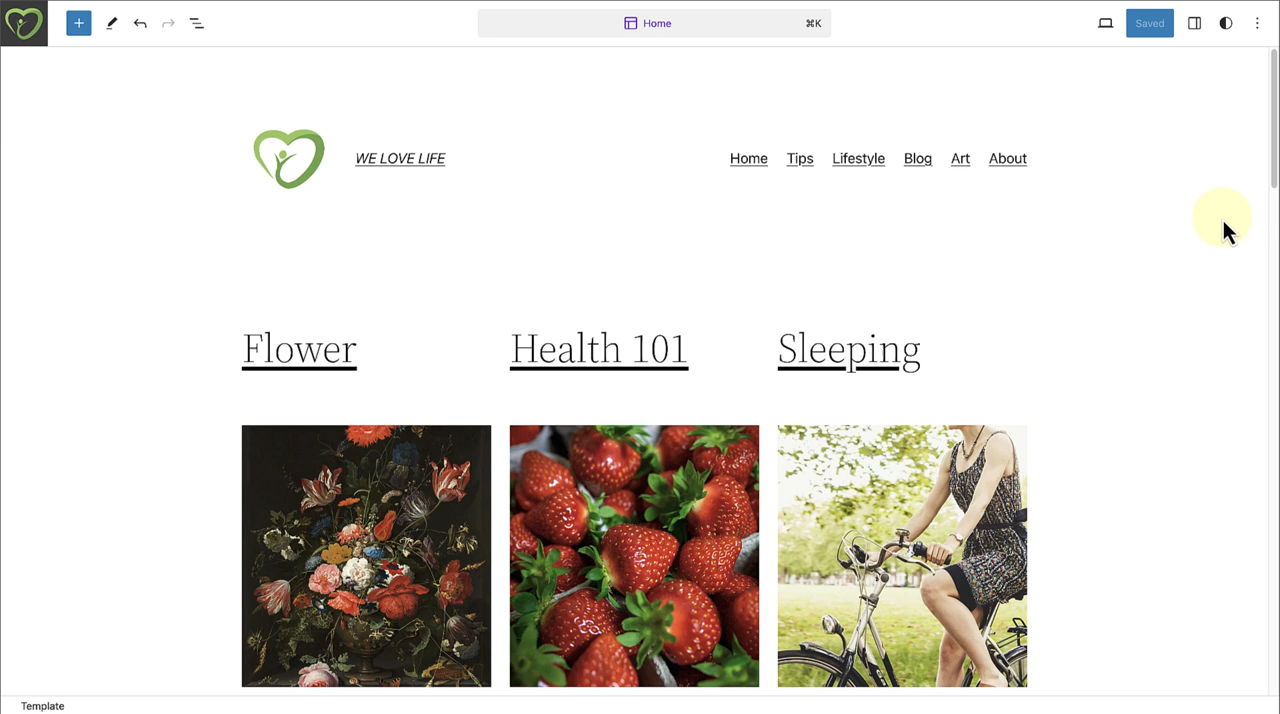 Home ⌘K
Saved
WE LOVE LIFE
Home Tips Lifestyle Blog Art About
Flower Health 101 Sleeping
Template